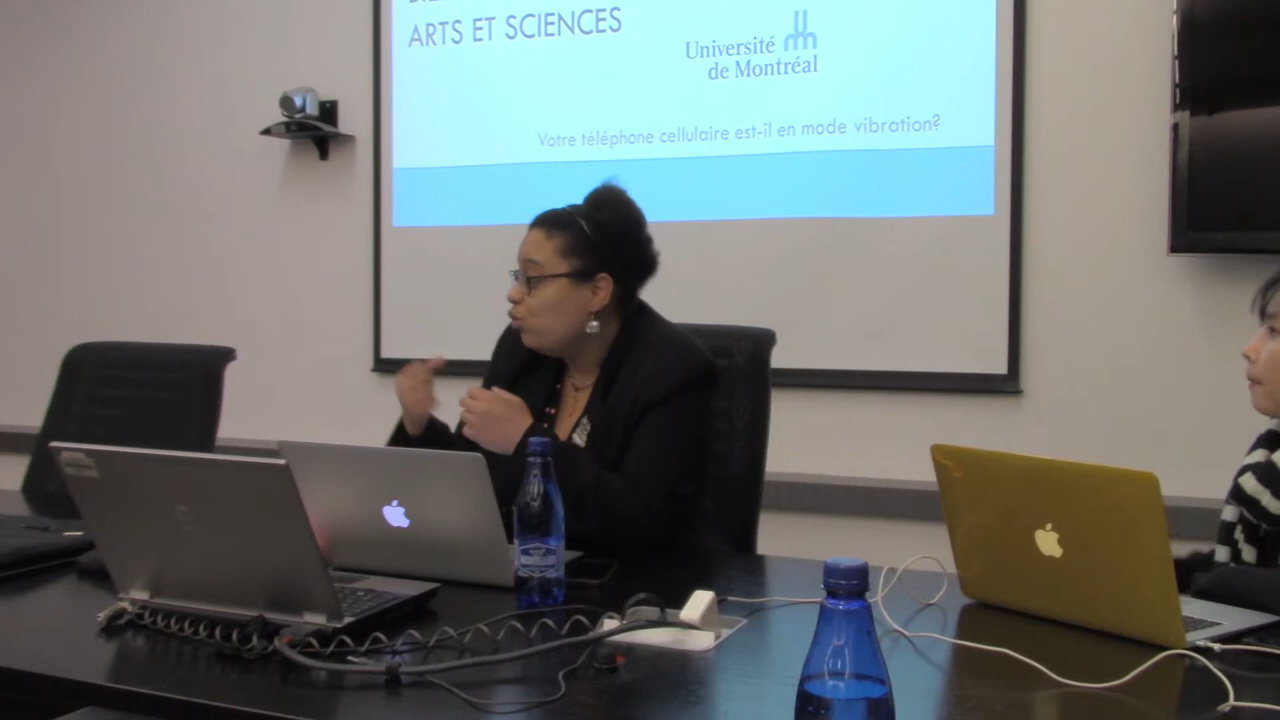 ARTS ET SCIENCES
Université
de Montréal
Votre téléphone cellulaire est-il en mode vibration?